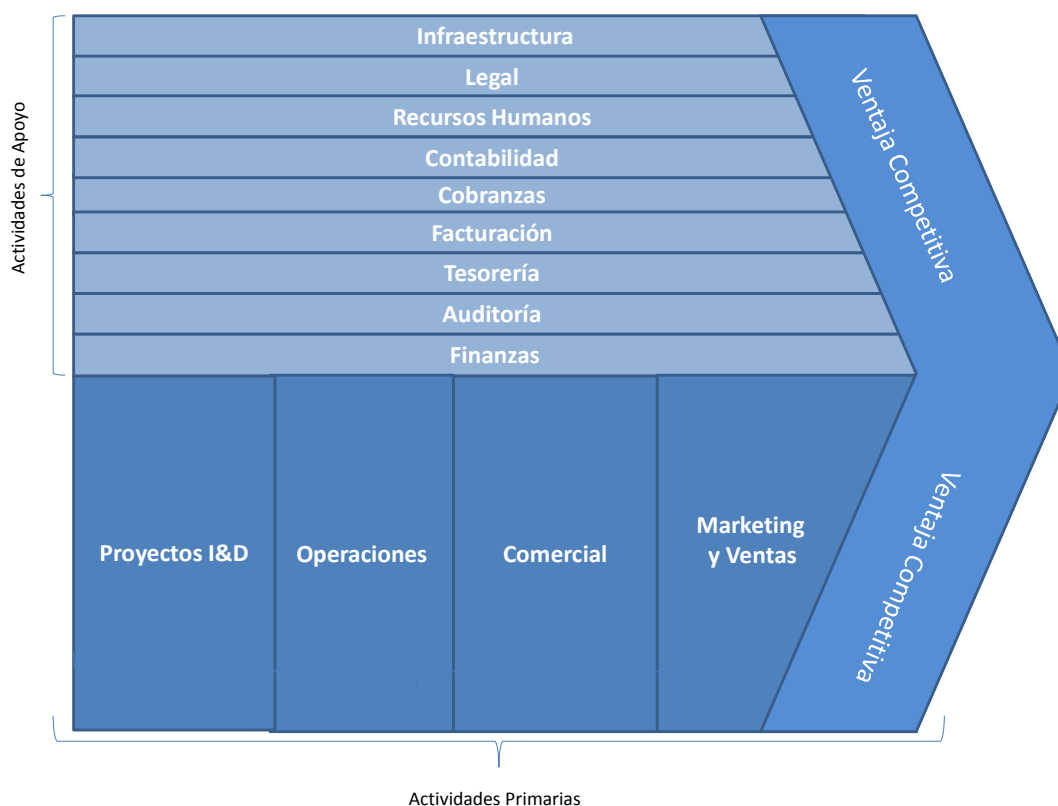 Infraestructura
Legal
Recursos Humanos
Contabilidad
Cobranzas
Facturación
Tesorería
Auditoría
Finanzas
Actividades de Apoyo
Ventaja Competitiva
Proyectos I&D
Operaciones
Comercial
Marketing
y Ventas
Ventaja Competitiva
Actividades Primarias